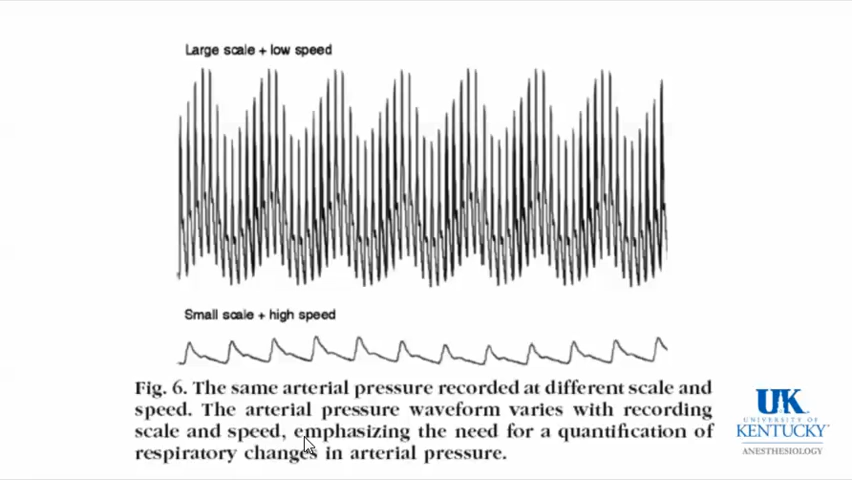 Large scale + low speed
Small scale + high speed
Fig. 6. The same arterial pressure recorded at different scale and
speed. The arterial pressure waveform varies with recording
scale and speed, emphasizing the need for a quantification of
respiratory changes in arterial pressure.
UK
UNIVERSITY OF
KENTUCKY
ANESTHESIOLOGY